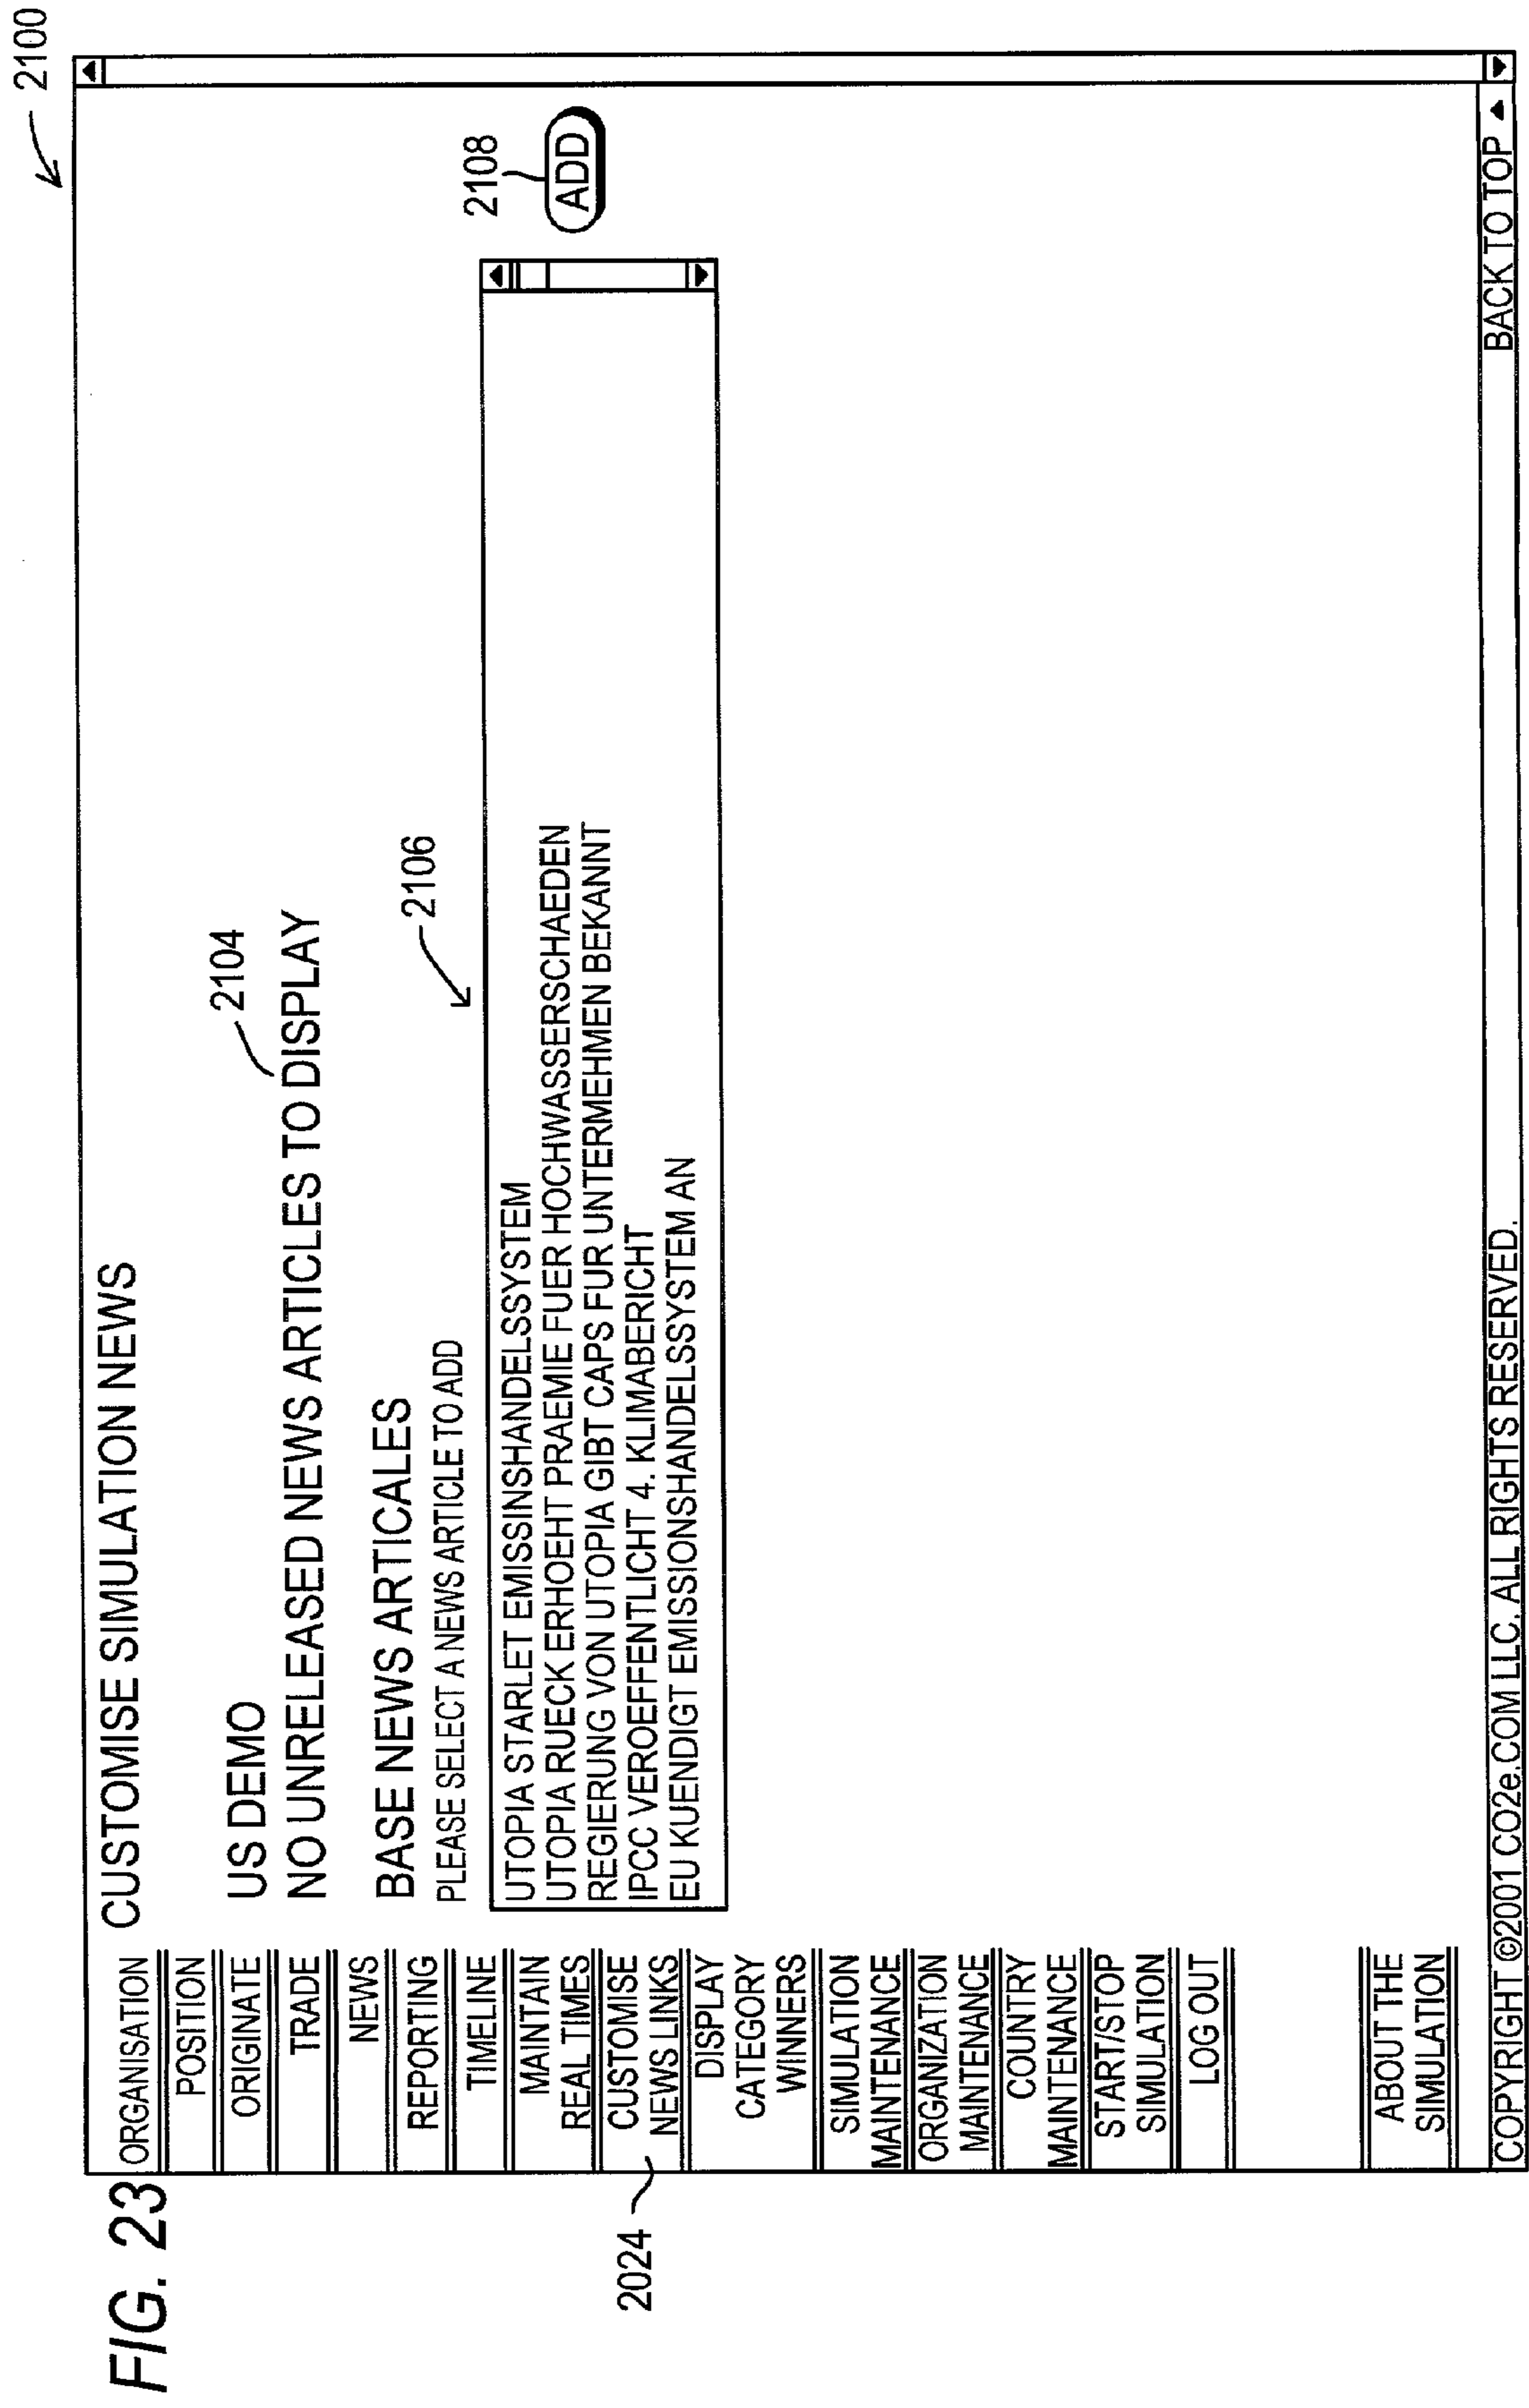 FIG. 23
2100
CUSTOMISE SIMULATION NEWS
ORGANISATION
POSITION
ORIGINATE
TRADE
NEWS
REPORTING
TIMELINE
MAINTAIN
REAL TIMES
CUSTOMISE
NEWS LINKS
DISPLAY
CATEGORY
WINNERS
SIMULATION
MAINTENANCE
ORGANIZATION
MAINTENANCE
COUNTRY
MAINTENANCE
START/STOP
SIMULATION
LOG OUT
ABOUT THE
SIMULATION
2024
US DEMO
2104
NO UNRELEASED NEWS ARTICLES TO DISPLAY
BASE NEWS ARTICALES
2106
PLEASE SELECT A NEWS ARTICLE TO ADD
2108
UTOPIA STARLET EMISSINSHANDELSSYSTEM
UTOPIA RUECK ERHOEHT PRAEMIE FUER HOCHWASSERSCHAEDEN
REGIERUNG VON UTOPIA GIBT CAPS FUR UNTERMEHMEN BEKANNT
IPCC VEROEFFENTLICHT 4. KLIMABERICHT
EU KUENDIGT EMISSIONSHANDELSSYSTEM AN
ADD
COPYRIGHT ©2001 CO2e.COM LLC. ALL RIGHTS RESERVED.
BACK TO TOP